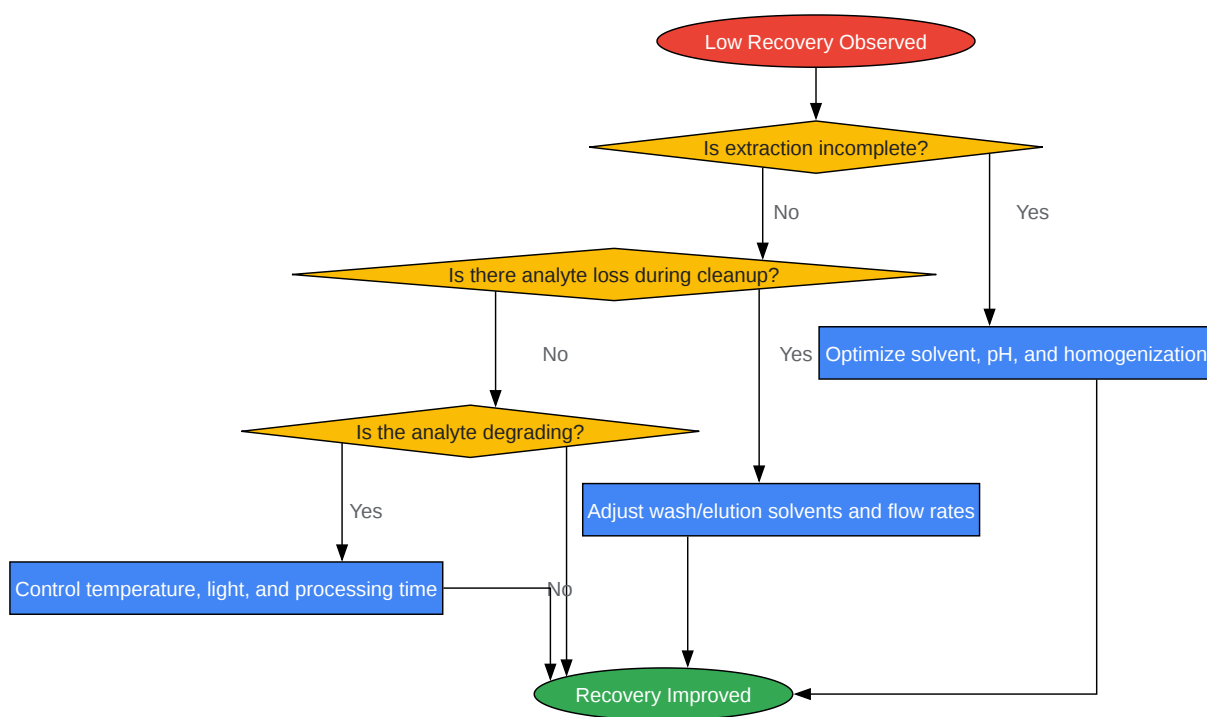 Low Recovery Observed
Is extraction incomplete?
No
Yes
Is there analyte loss during cleanup?
No
Yes
Optimize solvent, pH, and homogenization
Is the analyte degrading?
Yes
Adjust wash/elution solvents and flow rates
Control temperature, light, and processing time
No
Recovery Improved